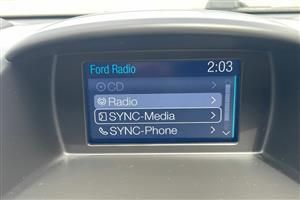 Ford Radio 2:03
CD
Radio
SYNC-Media
SYNC-Phone